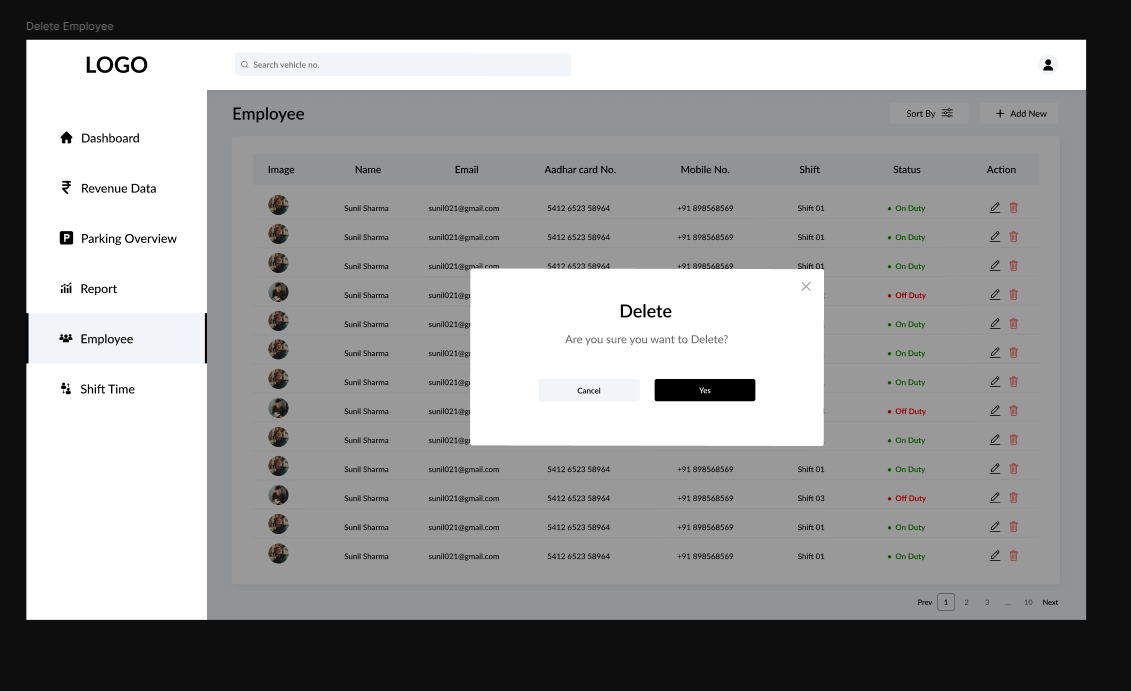 Delete Employee
LOGO
Search vehicle no.
Employee
Sort By
Add New
Dashboard
Revenue Data
Parking Overview
Report
Employee
Shift Time
Image Name Email Aadhar card No. Mobile No. Shift Status Action
Sunil Sharma sunil021@gmail.com 5412 6523 58964 +91 898568569 Shift 01 On Duty
Sunil Sharma sunil021@gmail.com 5412 6523 58964 +91 898568569 Shift 01 On Duty
Sunil Sharma sunil021@gmail.com 5412 6523 58964 +91 898568569 Shift 01 On Duty
Sunil Sharma Off Duty
Sunil Sharma On Duty
Sunil Sharma On Duty
Sunil Sharma On Duty
Sunil Sharma Off Duty
Sunil Sharma On Duty
Sunil Sharma sunil021@gmail.com 5412 6523 58964 +91 898568569 Shift 01 On Duty
Sunil Sharma sunil021@gmail.com 5412 6523 58964 +91 898568569 Shift 03 Off Duty
Sunil Sharma sunil021@gmail.com 5412 6523 58964 +91 898568569 Shift 01 On Duty
Sunil Sharma sunil021@gmail.com 5412 6523 58964 +91 898568569 Shift 01 On Duty
Delete
Are you sure you want to Delete?
Cancel
Yes
Prev 1 2 3 ... 10 Next